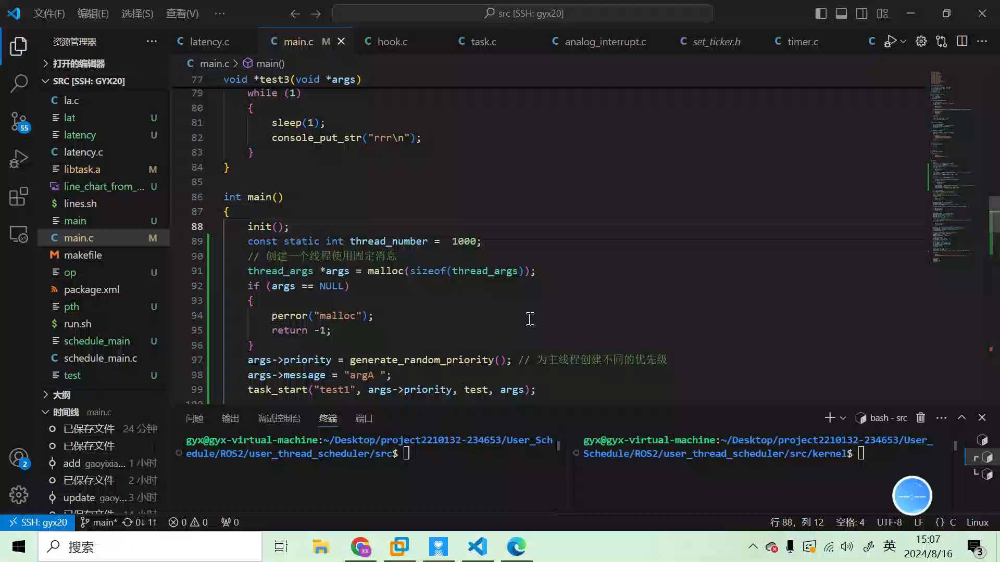 文件(F) 编辑(E) 选择(S) 查看(V) ··· src [SSH: gyx20]
资源管理器 ···
latency.c main.c M hook.c task.c analog_interrupt.c set_ticker.h timer.c
打开的编辑器
SRC [SSH: GYX20]
la.c
lat U
latency U
latency.c
libtask.a M
line_chart_from_... U
lines.sh
main U
main.c M
makefile
op U
package.xml
pth U
run.sh
schedule_main U
schedule_main.c
test U
大纲
时间线 main.c
已保存文件 24 分钟
已保存文件
add gaoyixia... 1 小时
已保存文件 2 小时
update gaoy... 3 小时
55
2
main.c > main()
77 void *test3(void *args)
79 while (1)
80 {
81 sleep(1);
82 console_put_str("rrr\n");
83 }
84 }
85
86 int main()
87 {
88 init();
89 const static int thread_number =  1000;
90 // 创建一个线程使用固定消息
91 thread_args *args = malloc(sizeof(thread_args));
92 if (args == NULL)
93 {
94 perror("malloc");
95 return -1;
96 }
97 args->priority = generate_random_priority(); // 为主线程创建不同的优先级
98 args->message = "argA ";
99 task_start("test1", args->priority, test, args);
问题 输出 调试控制台 终端 端口
bash - src
gyx@gyx-virtual-machine:~/Desktop/project2210132-234653/User_Sch
edule/ROS2/user_thread_scheduler/src$
gyx@gyx-virtual-machine:~/Desktop/project2210132-234653/User_
Schedule/ROS2/user_thread_scheduler/src/kernel$
SSH: gyx20 main* 0↓ 1↑ 0 0 0
行 88，列 12 空格: 4 UTF-8 LF {} C Linux
搜索
XX
英
15:07
2024/8/16
3